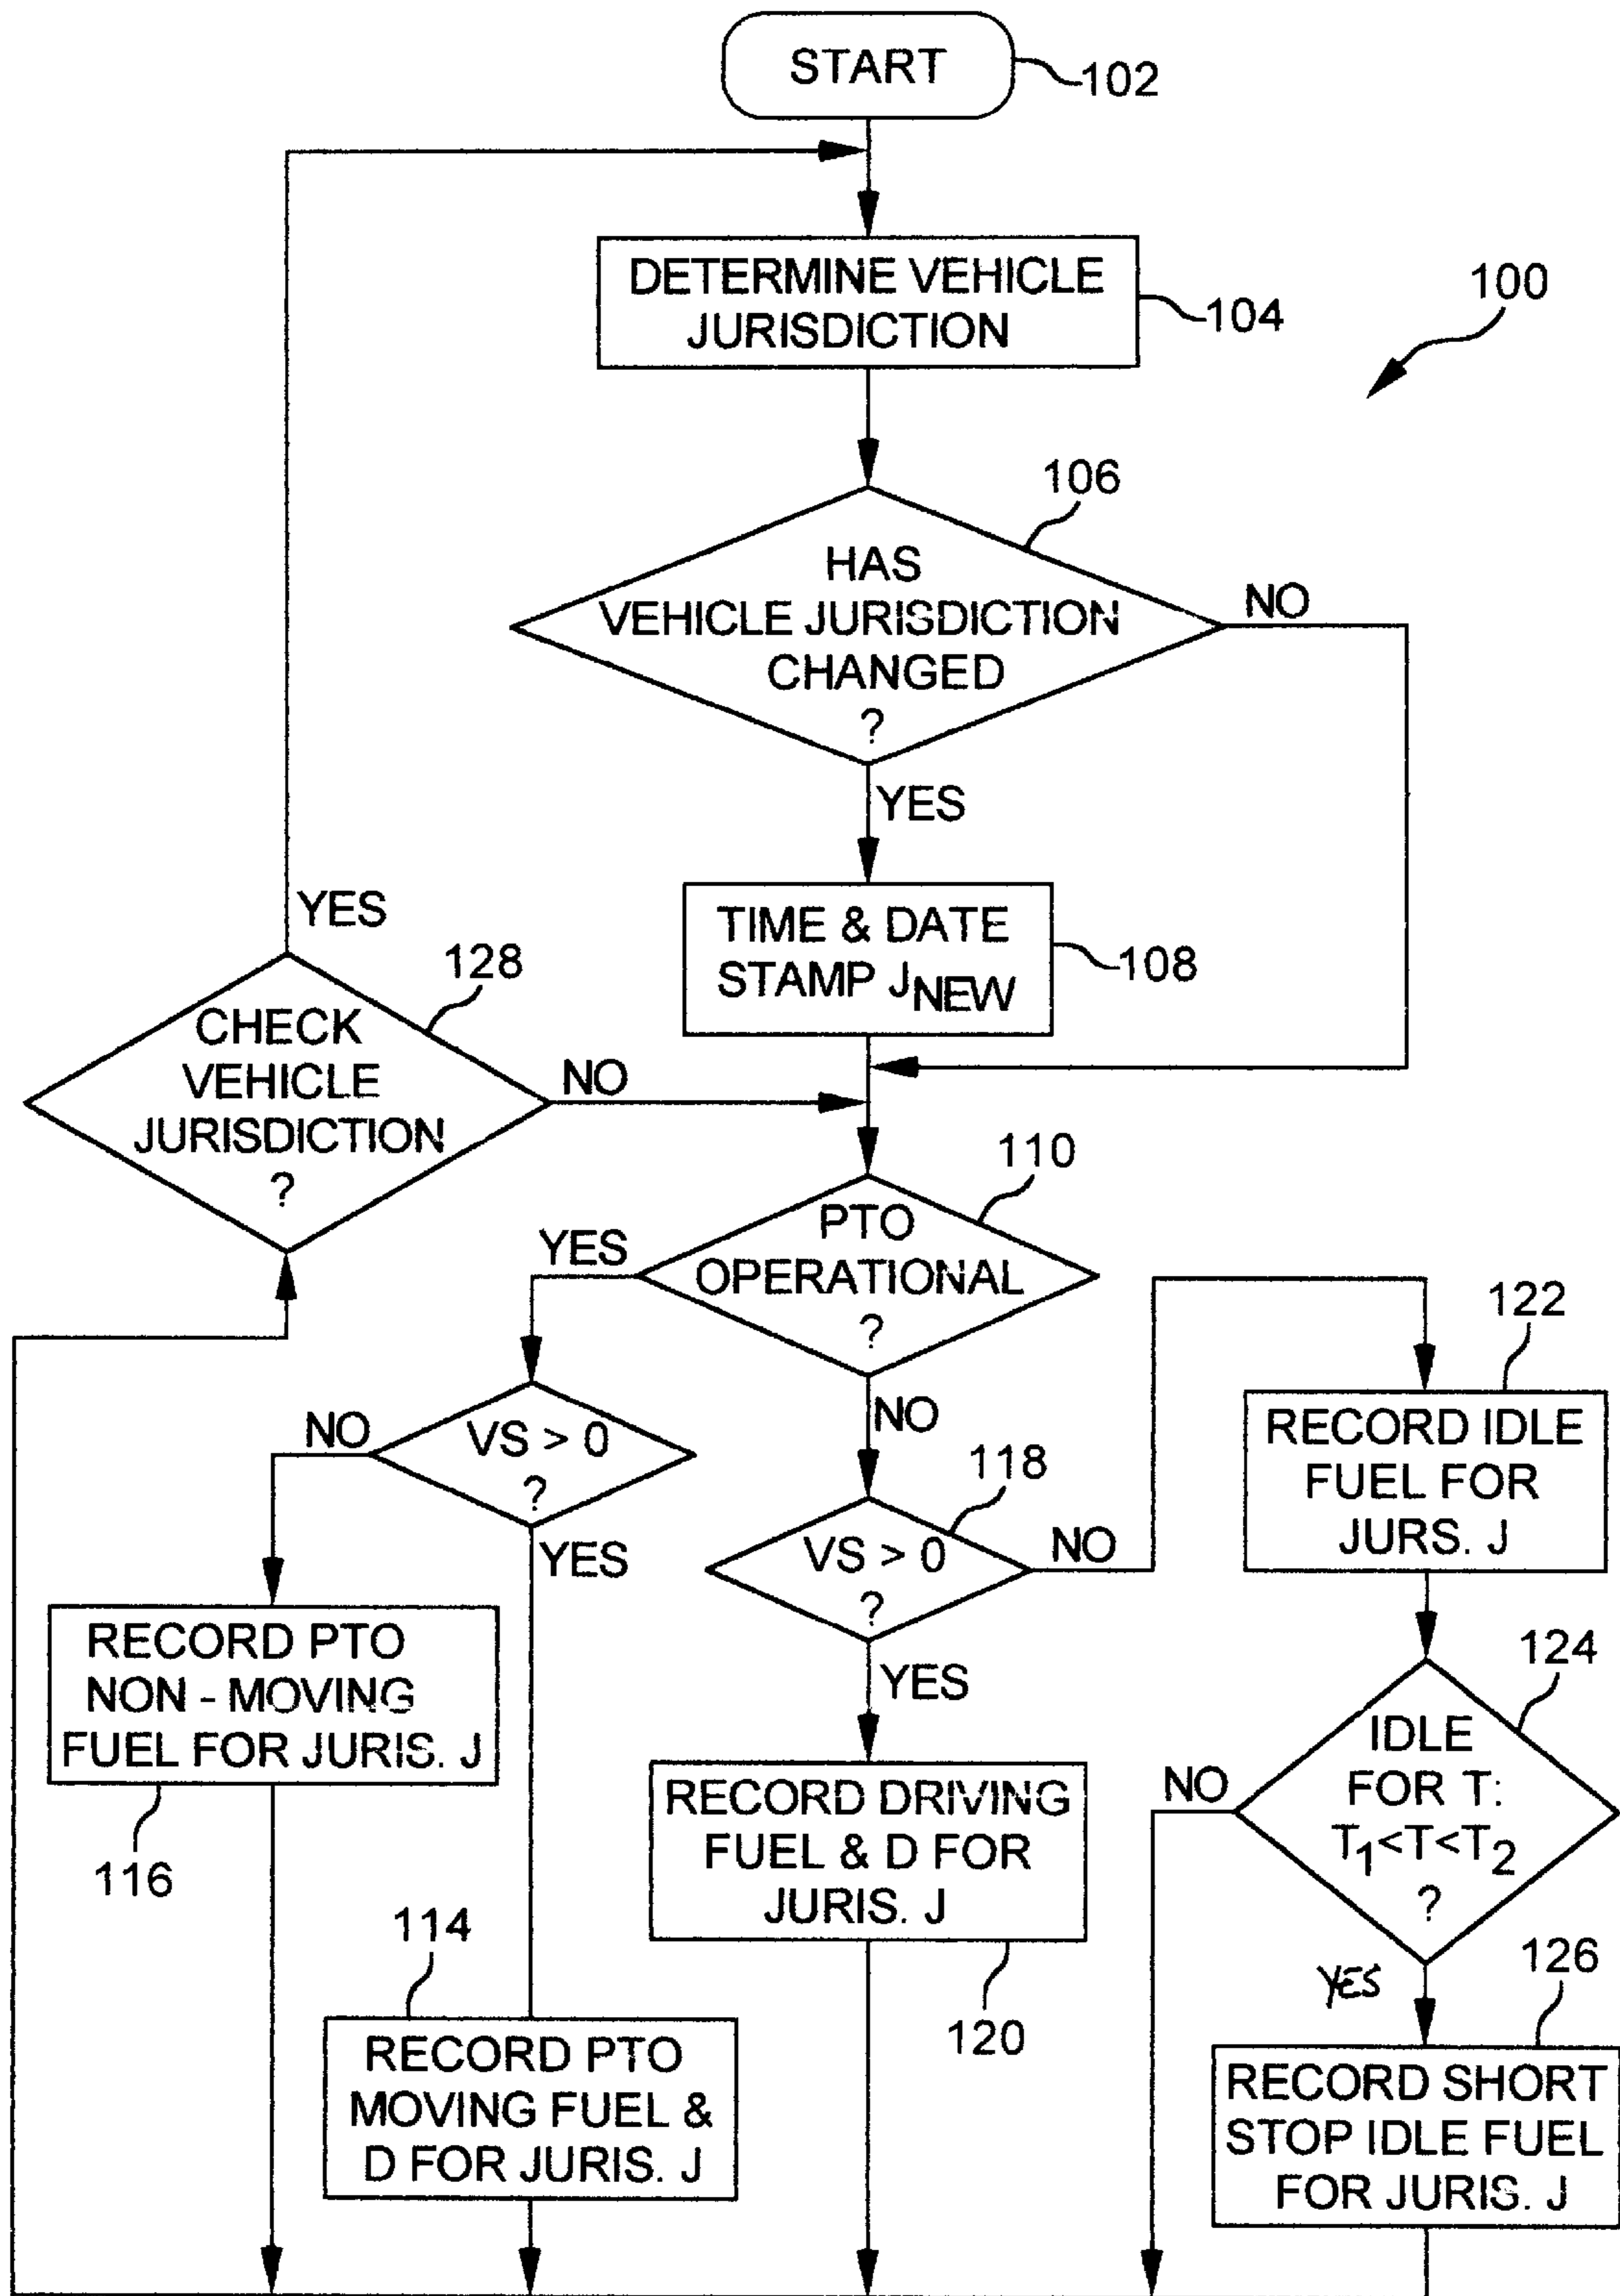 START
102
DETERMINE VEHICLE
JURISDICTION
104
100
106
HAS
VEHICLE JURISDICTION
CHANGED
?
NO
YES
TIME & DATE
STAMP JNEW
108
YES
128
CHECK
VEHICLE
JURISDICTION
?
NO
110
PTO
OPERATIONAL
?
YES
NO
VS > 0
?
NO
YES
118
VS > 0
?
NO
YES
122
RECORD IDLE
FUEL FOR
JURS. J
RECORD PTO
NON - MOVING
FUEL FOR JURIS. J
116
124
IDLE
FOR T:
T1<T<T2
?
NO
YES
RECORD DRIVING
FUEL & D FOR
JURIS. J
120
114
RECORD PTO
MOVING FUEL &
D FOR JURIS. J
126
RECORD SHORT
STOP IDLE FUEL
FOR JURIS. J